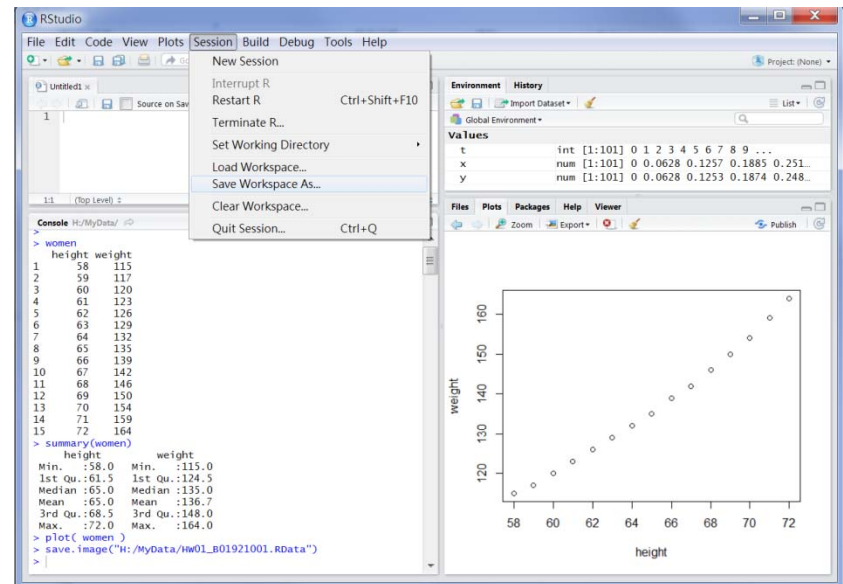 RStudio
File Edit Code View Plots Session Build Debug Tools Help
Project: (None)
New Session
Interrupt R
Restart R Ctrl+Shift+F10
Terminate R...
Set Working Directory
Load Workspace...
Save Workspace As...
Clear Workspace...
Quit Session... Ctrl+Q
Untitled1
Source on Sav
1
1:1 (Top Level)
Console H:/MyData/
>
> women
height weight
1 58 115
2 59 117
3 60 120
4 61 123
5 62 126
6 63 129
7 64 132
8 65 135
9 66 139
10 67 142
11 68 146
12 69 150
13 70 154
14 71 159
15 72 164
> summary(women)
height weight
Min. :58.0 Min. :115.0
1st Qu.:61.5 1st Qu.:124.5
Median :65.0 Median :135.0
Mean :65.0 Mean :136.7
3rd Qu.:68.5 3rd Qu.:148.0
Max. :72.0 Max. :164.0
> plot( women )
> save.image("H:/MyData/HW01_B01921001.RData")
>
Environment History
Import Dataset List
Global Environment
Values
t int [1:101] 0 1 2 3 4 5 6 7 8 9 ...
x num [1:101] 0 0.0628 0.1257 0.1885 0.251…
y num [1:101] 0 0.0628 0.1253 0.1874 0.248…
Files Plots Packages Help Viewer
Zoom Export Publish
weight
120 130 140 150 160
58 60 62 64 66 68 70 72
height